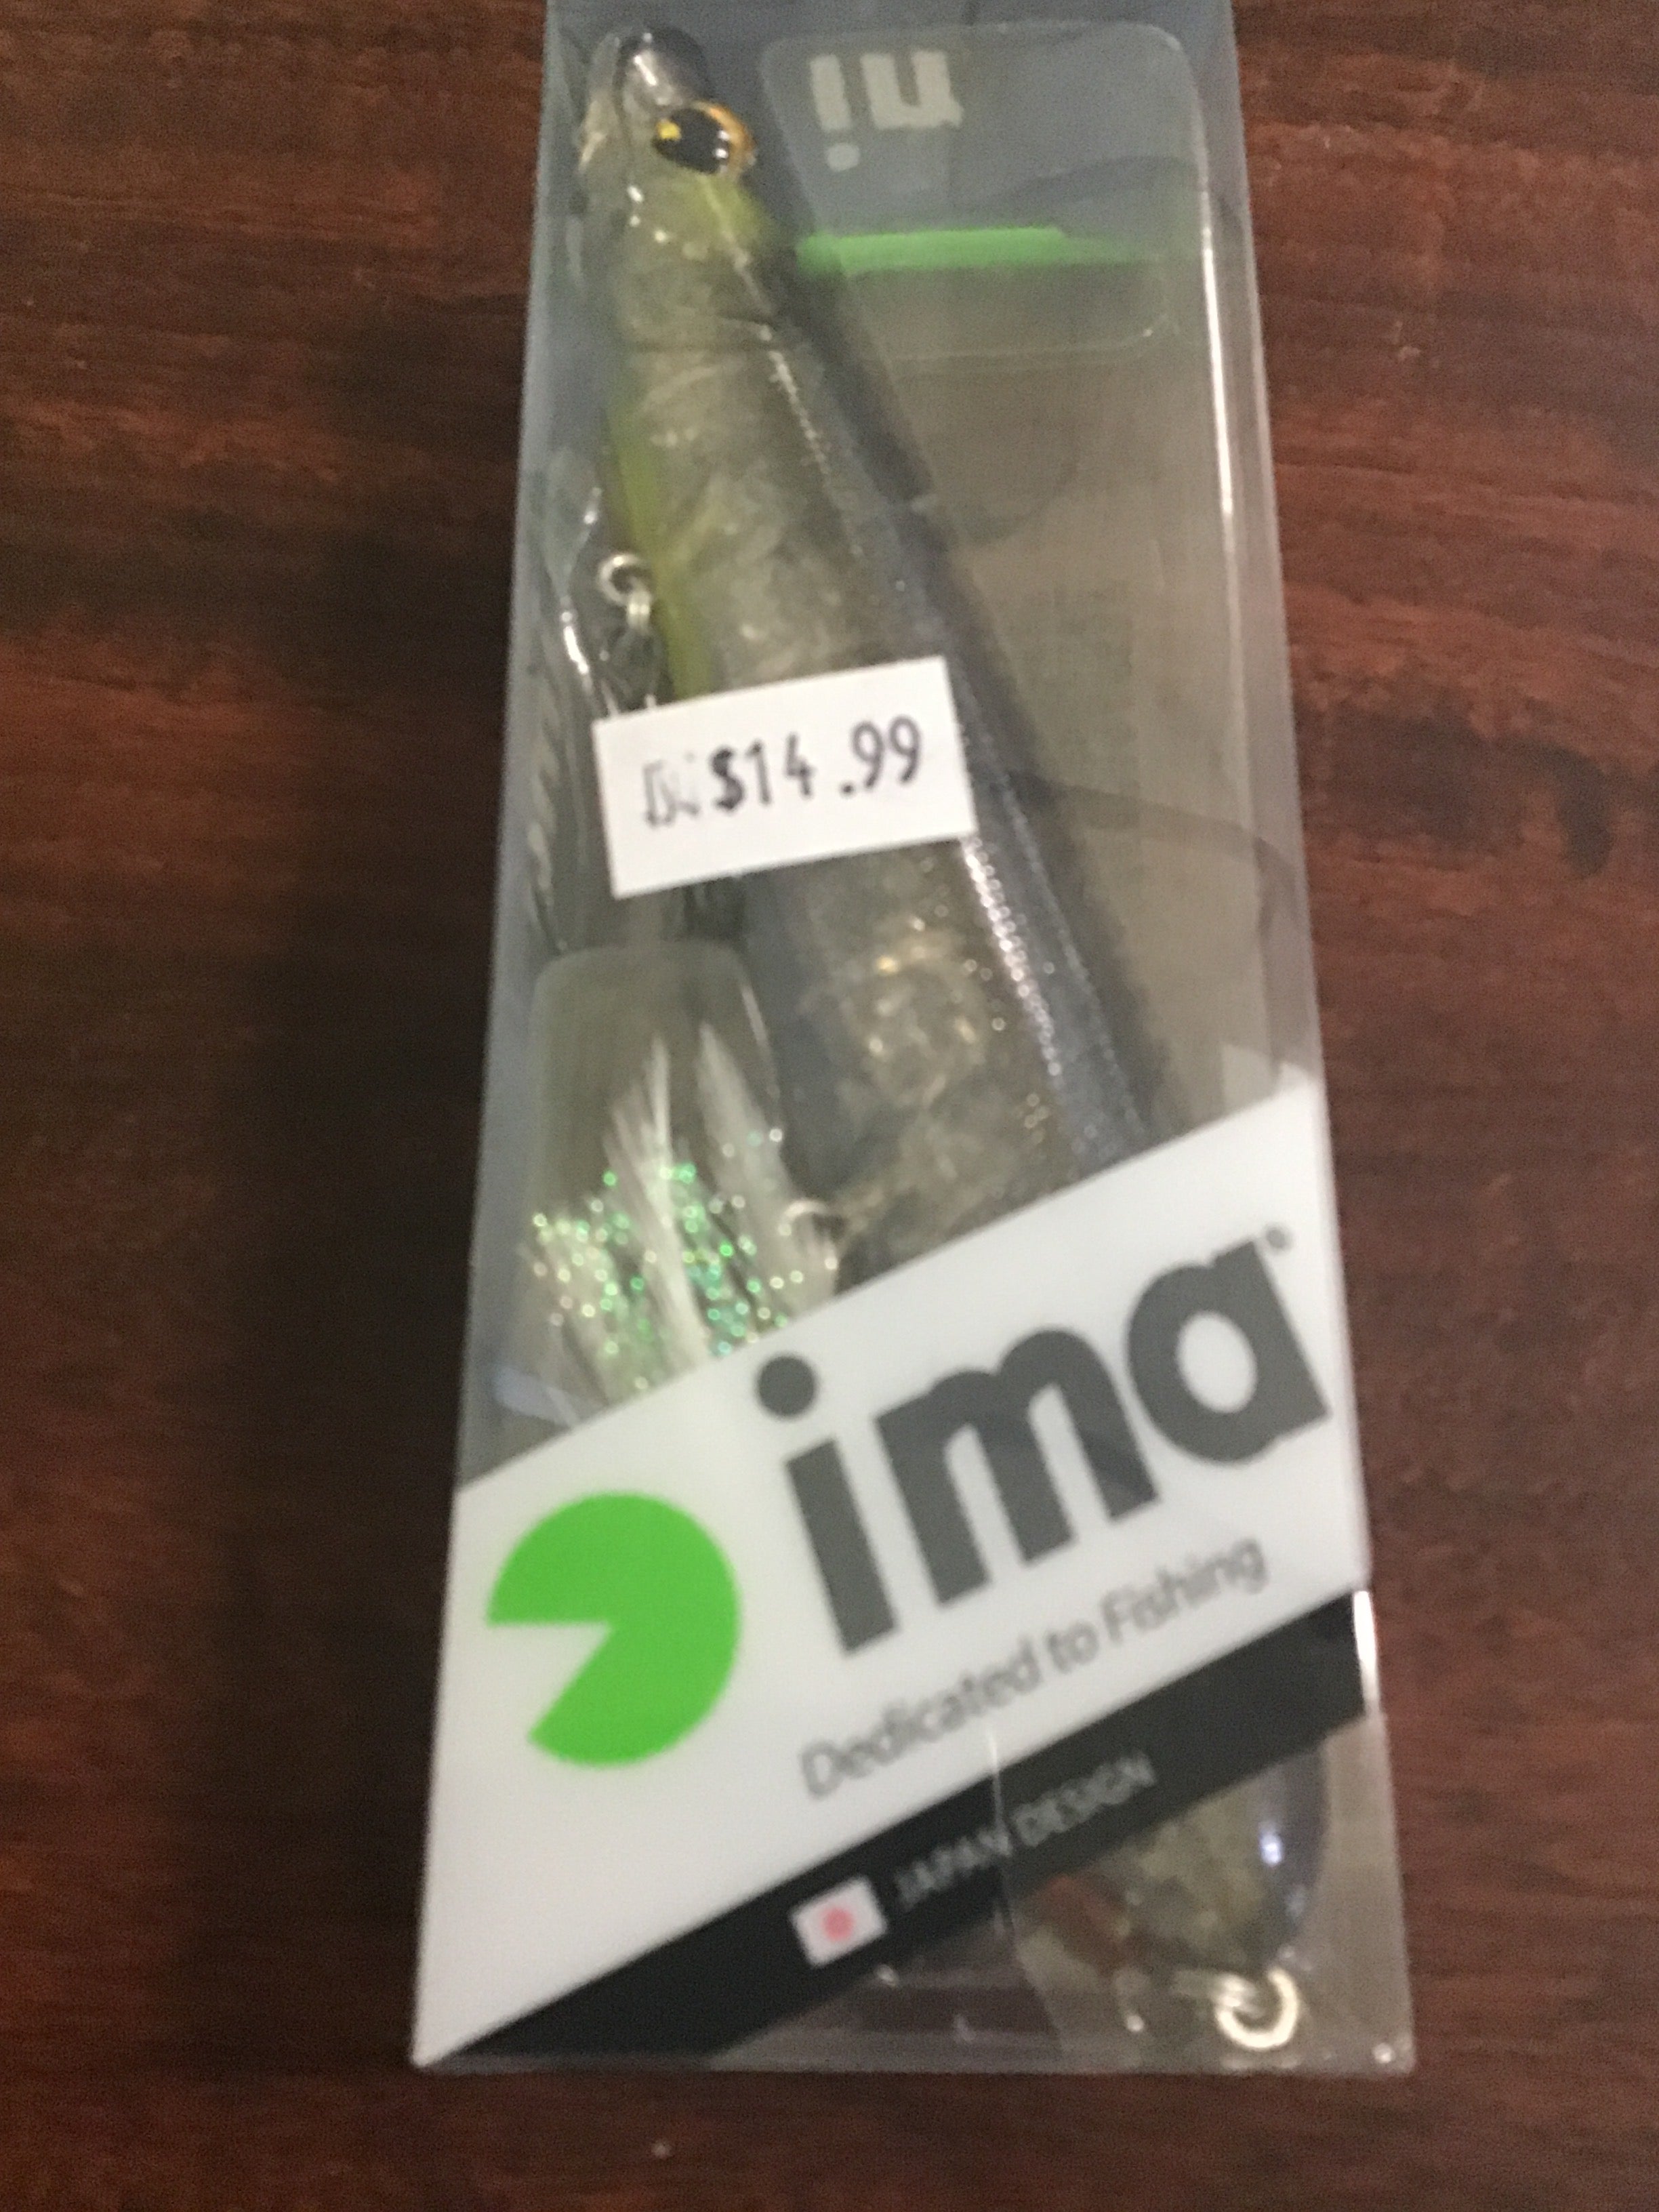 $14.99
ima
Dedicated to Fishing
JAPAN DESIGN